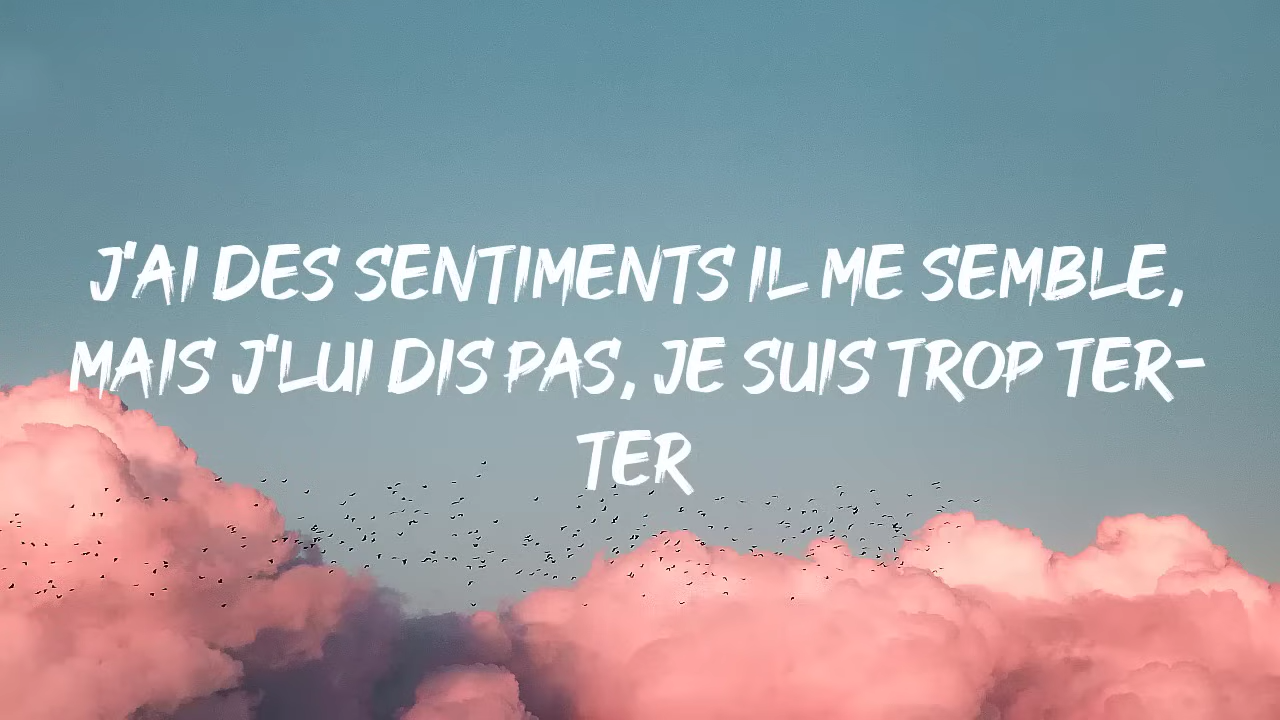 J'AI DES SENTIMENTS IL ME SEMBLE,
MAIS J'LUI DIS PAS, JE SUIS TROP TER-
TER